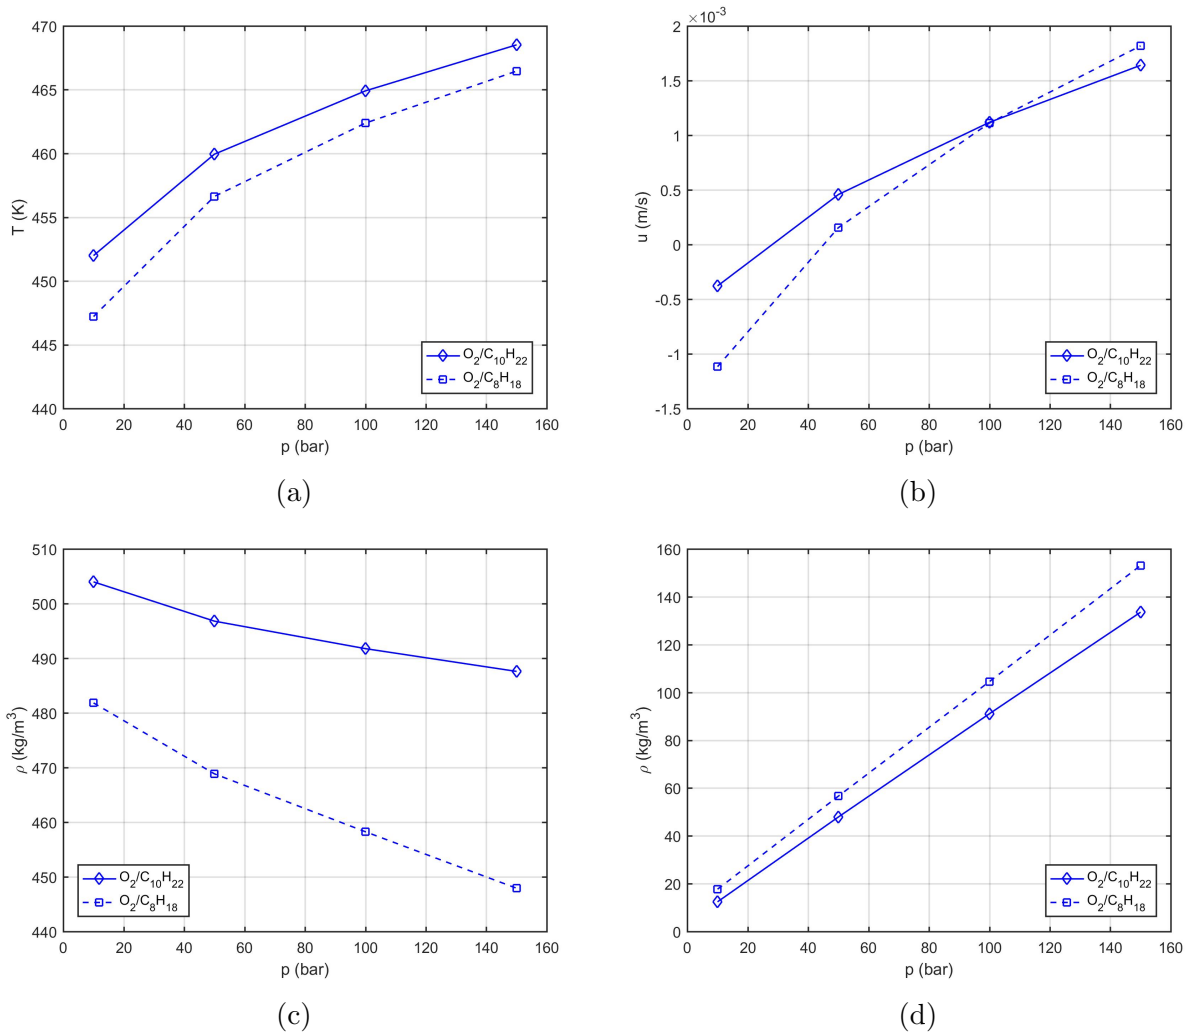 470
465
460
455
450
445
440
T (K)
0 20 40 60 80 100 120 140 160
p (bar)
O₂/C₁₀H₂₂
O₂/C₈H₁₈
(a)
×10⁻³
2
1.5
1
0.5
0
-0.5
-1
-1.5
u (m/s)
0 20 40 60 80 100 120 140 160
p (bar)
O₂/C₁₀H₂₂
O₂/C₈H₁₈
(b)
510
500
490
480
470
460
450
440
ρ (kg/m³)
0 20 40 60 80 100 120 140 160
p (bar)
O₂/C₁₀H₂₂
O₂/C₈H₁₈
(c)
160
140
120
100
80
60
40
20
0
ρ (kg/m³)
0 20 40 60 80 100 120 140 160
p (bar)
O₂/C₁₀H₂₂
O₂/C₈H₁₈
(d)